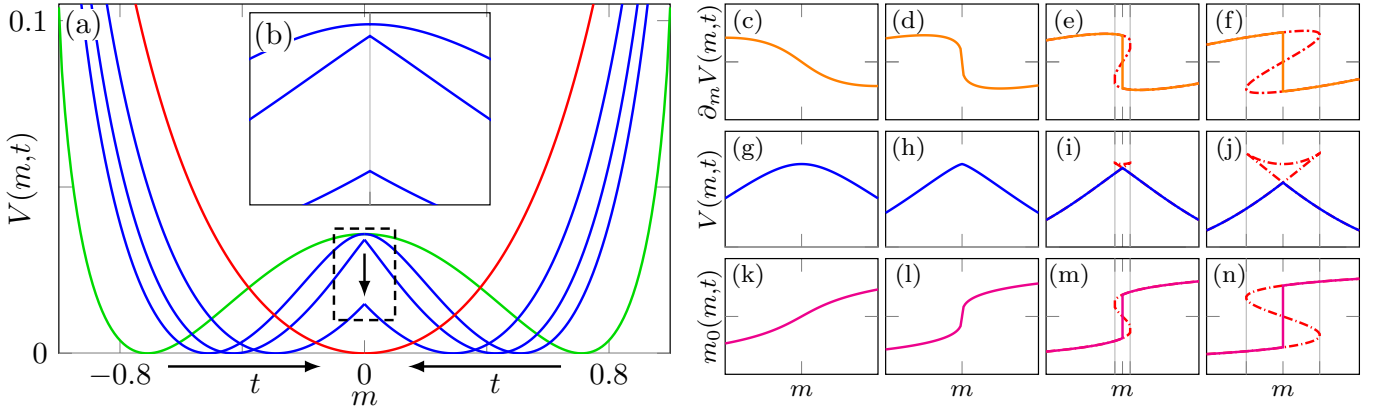 0.1
(a)
(b)
V(m,t)
0
−0.8
t
0
m
t
0.8
(c)
(d)
(e)
(f)
∂ₘV(m,t)
(g)
(h)
(i)
(j)
V(m,t)
(k)
(l)
(m)
(n)
m₀(m,t)
m
m
m
m